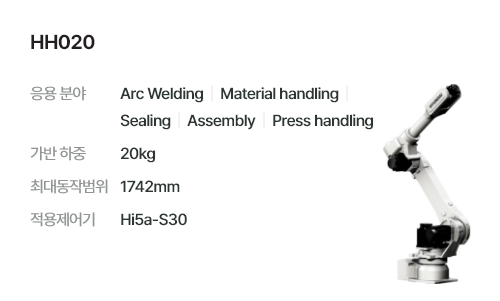 HH020
응용 분야 Arc Welding | Material handling |
Sealing | Assembly | Press handling
가반 하중 20kg
최대동작범위 1742mm
적용제어기 Hi5a-S30